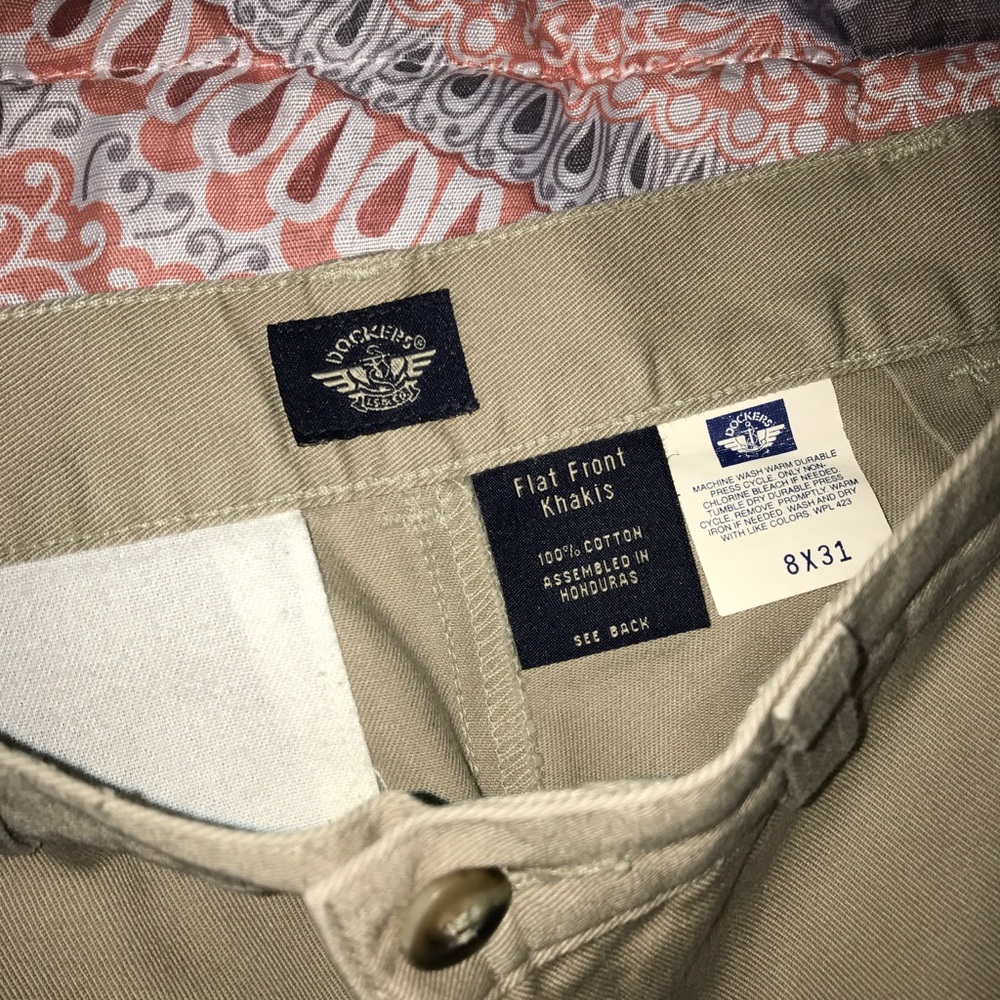 DOCKERS®
LS&CO
Flat Front
Khakis
100% COTTON
ASSEMBLED IN
HONDURAS
SEE BACK
DOCKERS
MACHINE WASH WARM DURABLE
PRESS CYCLE. ONLY NON-
CHLORINE BLEACH IF NEEDED.
TUMBLE DRY DURABLE PRESS
CYCLE. REMOVE PROMPTLY. WARM
IRON IF NEEDED. WASH AND DRY
WITH LIKE COLORS. WPL 423
8X31